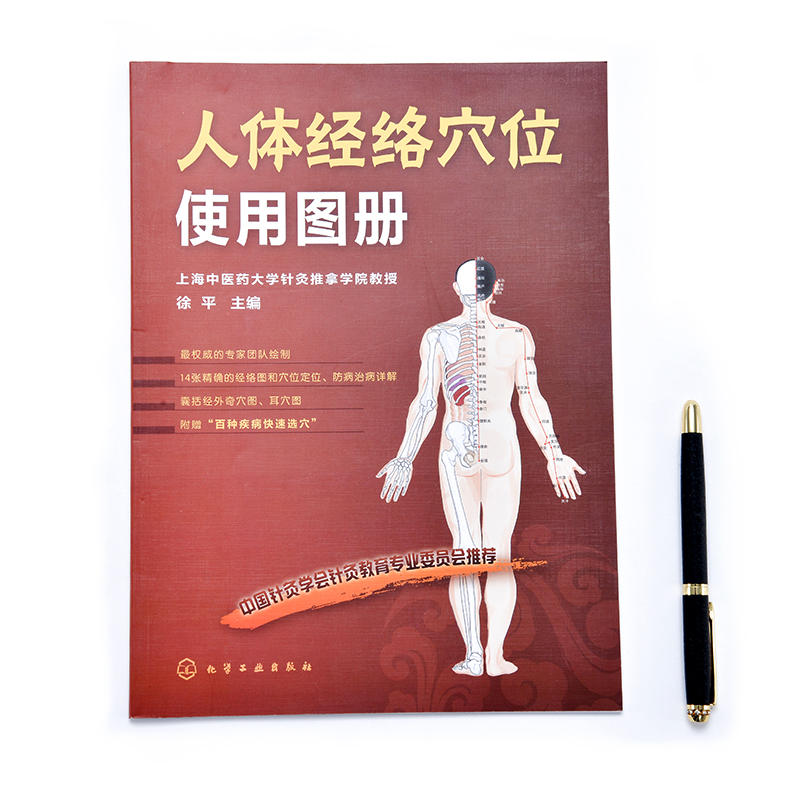 人体经络穴位
使用图册
上海中医药大学针灸推拿学院教授
徐 平 主编
最权威的专家团队绘制
14张精确的经络图和穴位定位、防病治病详解
囊括经外奇穴图、耳穴图
附赠“百种疾病快速选穴”
中国针灸学会针灸教育专业委员会推荐
化学工业出版社